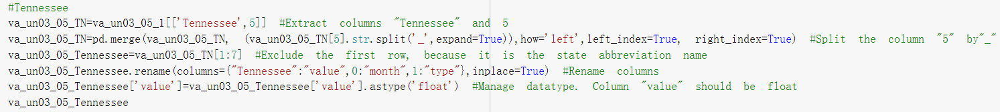 #Tennessee
va_un03_05_TN=va_un03_05_1[['Tennessee',5]]  #Extract columns "Tennessee" and 5
va_un03_05_TN=pd.merge(va_un03_05_TN, (va_un03_05_TN[5].str.split('_',expand=True)),how='left',left_index=True, right_index=True)  #Split the column "5" by"_"
va_un03_05_Tennessee=va_un03_05_TN[1:7]  #Exclude the first row, because it is the state abbreviation name
va_un03_05_Tennessee.rename(columns={"Tennessee":"value",0:"month",1:"type"},inplace=True)  #Rename columns
va_un03_05_Tennessee['value']=va_un03_05_Tennessee['value'].astype('float')  #Manage datatype. Column "value" should be float
va_un03_05_Tennessee